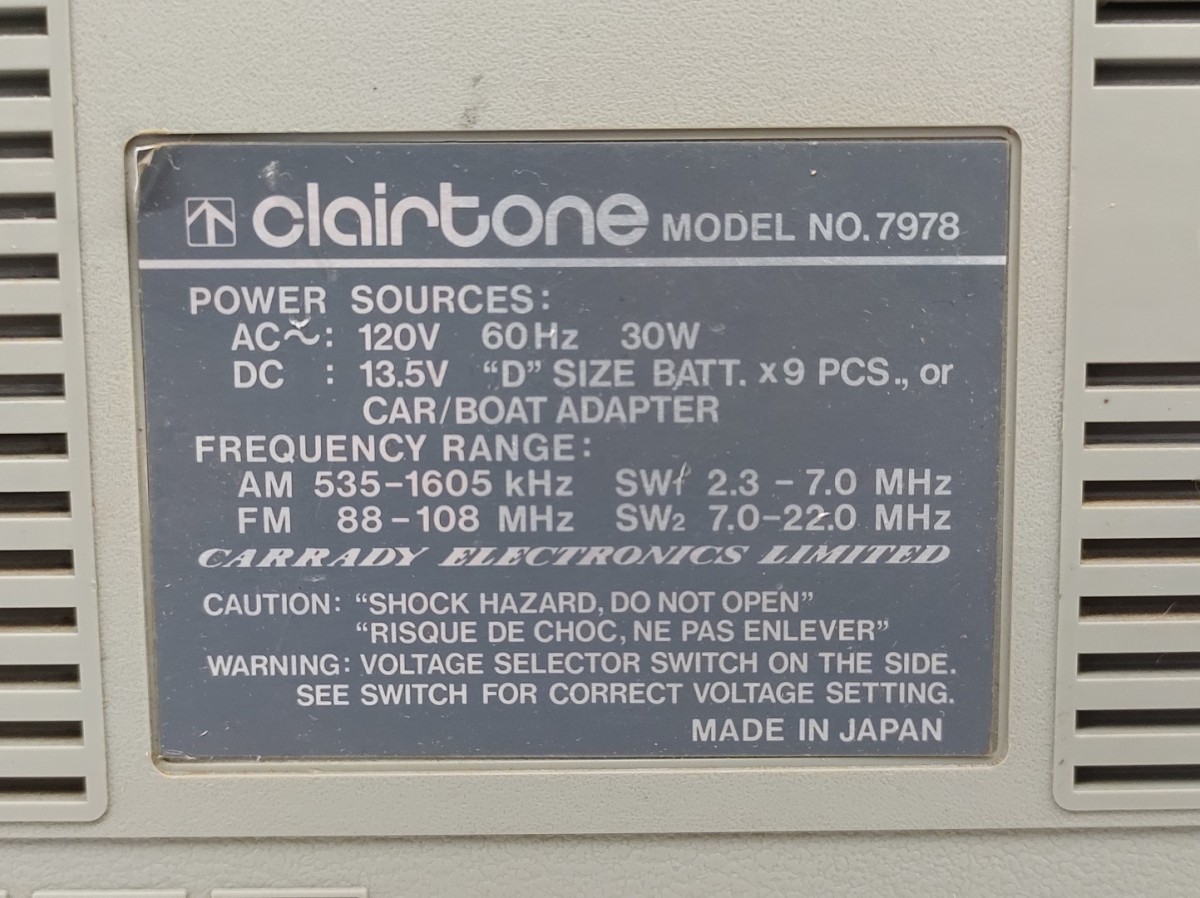 clairtone MODEL NO. 7978
POWER SOURCES:
AC~: 120V 60Hz 30W
DC : 13.5V "D" SIZE BATT. x9 PCS., or
CAR/BOAT ADAPTER
FREQUENCY RANGE:
AM 535-1605 kHz SW1 2.3 - 7.0 MHz
FM 88-108 MHz SW2 7.0-22.0 MHz
CARRADY ELECTRONICS LIMITED
CAUTION: "SHOCK HAZARD, DO NOT OPEN"
"RISQUE DE CHOC, NE PAS ENLEVER"
WARNING: VOLTAGE SELECTOR SWITCH ON THE SIDE.
SEE SWITCH FOR CORRECT VOLTAGE SETTING.
MADE IN JAPAN